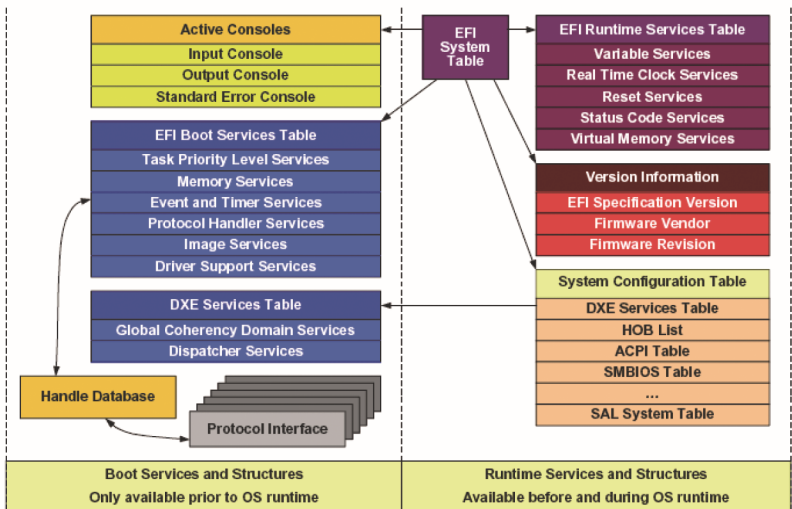 Active Consoles
Input Console
Output Console
Standard Error Console
EFI
System
Table
EFI Runtime Services Table
Variable Services
Real Time Clock Services
Reset Services
Status Code Services
Virtual Memory Services
EFI Boot Services Table
Task Priority Level Services
Memory Services
Event and Timer Services
Protocol Handler Services
Image Services
Driver Support Services
Version Information
EFI Specification Version
Firmware Vendor
Firmware Revision
DXE Services Table
Global Coherency Domain Services
Dispatcher Services
System Configuration Table
DXE Services Table
HOB List
ACPI Table
SMBIOS Table
...
SAL System Table
Handle Database
Protocol Interface
Boot Services and Structures
Only available prior to OS runtime
Runtime Services and Structures
Available before and during OS runtime